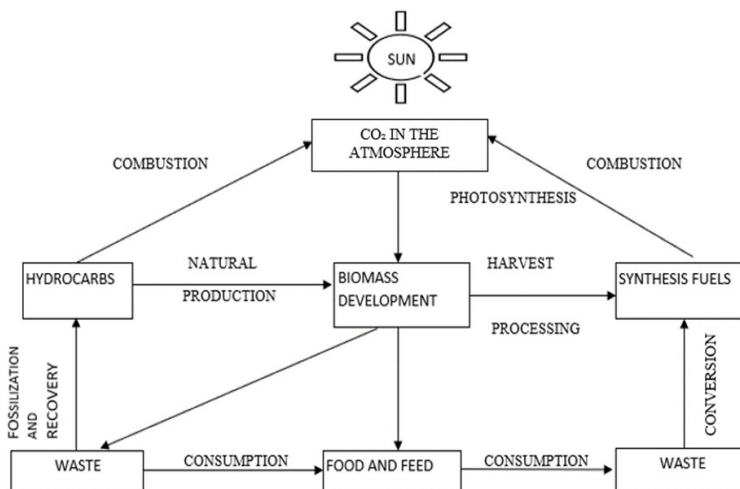 SUN
CO₂ IN THE
ATMOSPHERE
COMBUSTION
COMBUSTION
PHOTOSYNTHESIS
HYDROCARBS
NATURAL
PRODUCTION
BIOMASS
DEVELOPMENT
HARVEST
PROCESSING
SYNTHESIS FUELS
FOSSILIZATION
AND
RECOVERY
CONVERSION
WASTE
CONSUMPTION
FOOD AND FEED
CONSUMPTION
WASTE